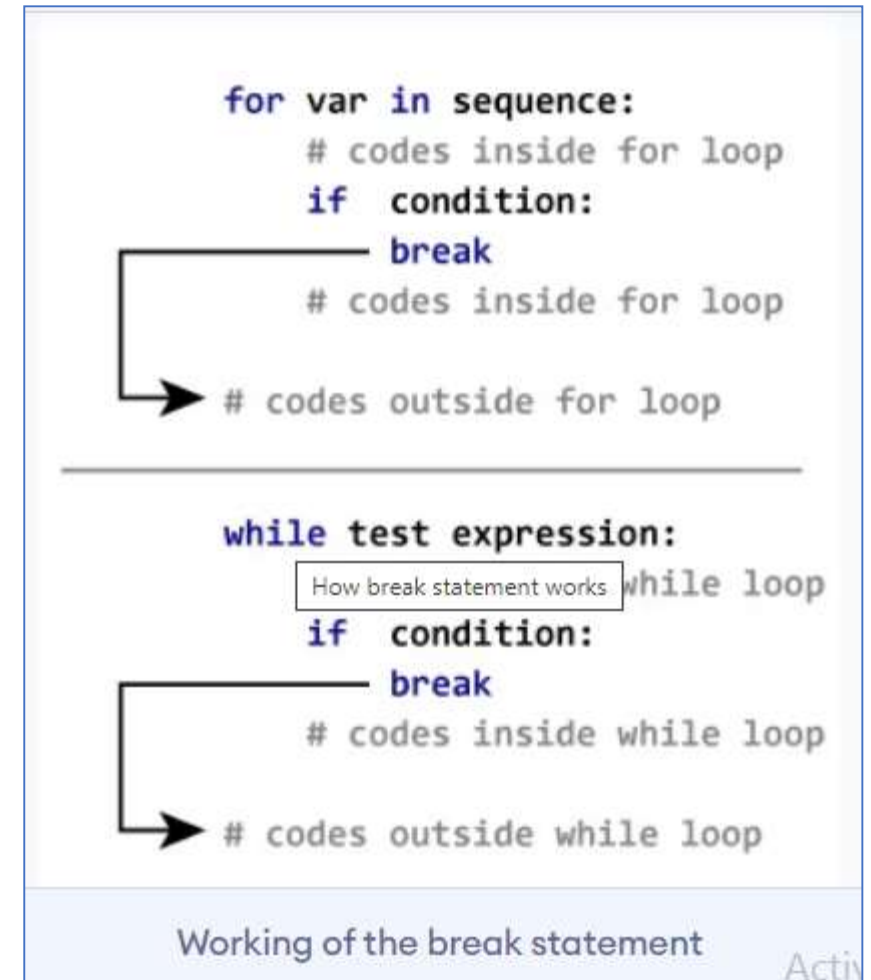 for var in sequence:
    # codes inside for loop
    if  condition:
        break
    # codes inside for loop

# codes outside for loop

while test expression:
How break statement works while loop
    if  condition:
        break
    # codes inside while loop

# codes outside while loop

Working of the break statement